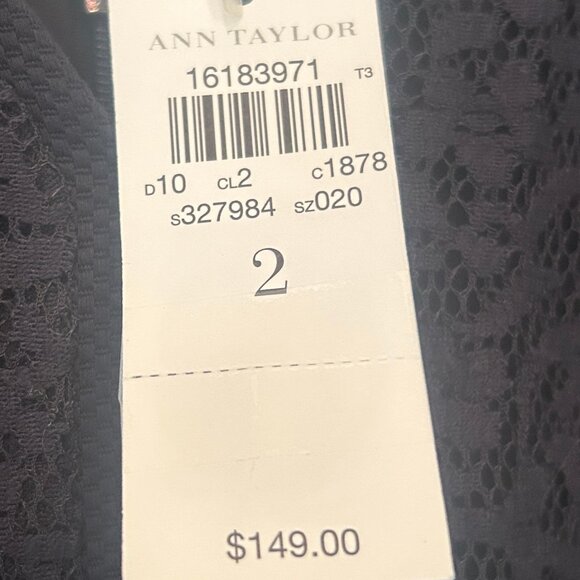 ANN TAYLOR
16183971 T3
D10 CL2 C1878
S327984 SZ020
2
$149.00